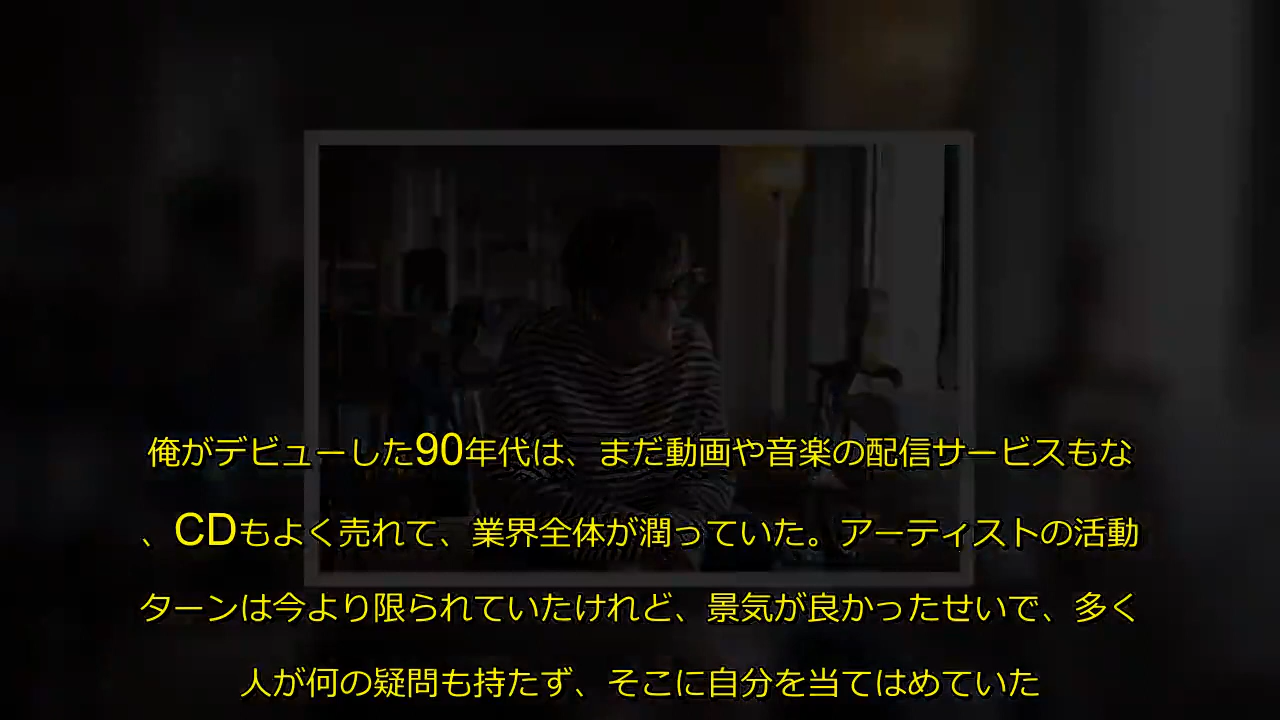 俺がデビューした90年代は、まだ動画や音楽の配信サービスもな
、CDもよく売れて、業界全体が潤っていた。アーティストの活動
ターンは今より限られていたけれど、景気が良かったせいで、多く
人が何の疑問も持たず、そこに自分を当てはめていた